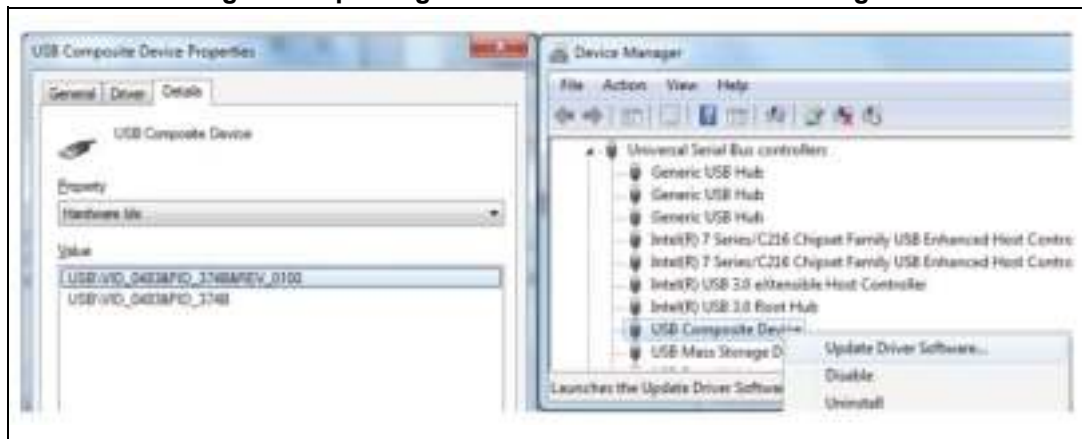 USB Composite Device Properties
General Driver Details
USB Composite Device
Property
Hardware Ids
Value
USB\VID_0483&PID_3748&REV_0100
USB\VID_0483&PID_3748
Device Manager
File Action View Help
Universal Serial Bus controllers
Generic USB Hub
Generic USB Hub
Generic USB Hub
Intel(R) 7 Series/C216 Chipset Family USB Enhanced Host Contro
Intel(R) 7 Series/C216 Chipset Family USB Enhanced Host Contro
Intel(R) USB 3.0 eXtensible Host Controller
Intel(R) USB 3.0 Root Hub
USB Composite Device
USB Mass Storage D
Update Driver Software...
Disable
Uninstall
Launches the Update Driver Softwa